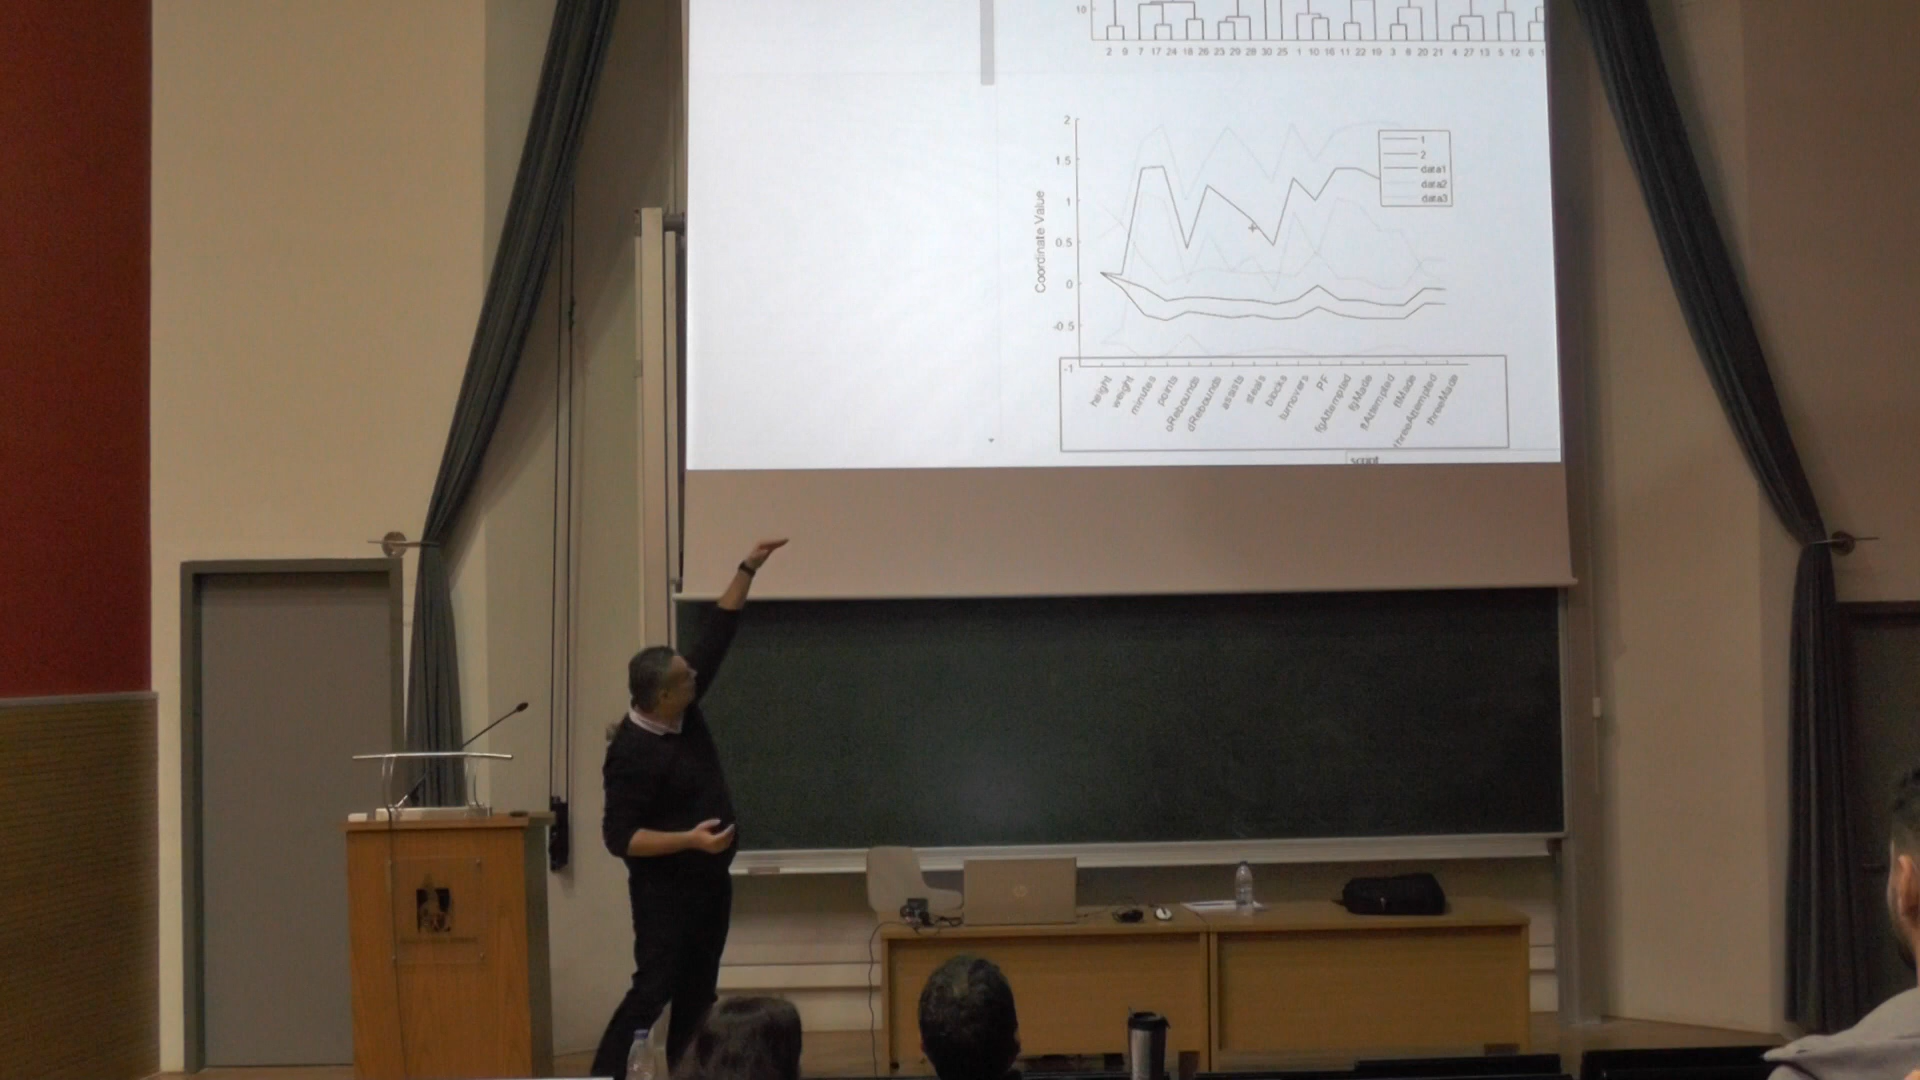 10
2 9 7 17 24 18 26 23 29 28 30 25 1 10 16 11 22 19 3 8 20 21 4 27 13 5 12 6
2
1.5
1
0.5
0
-0.5
-1
Coordinate Value
1
2
data1
data2
data3
height
weight
minutes
points
oRebounds
dRebounds
assists
steals
blocks
turnovers
PF
fgAttempted
fgMade
ftAttempted
ftMade
threeAttempted
threeMade
script
hp